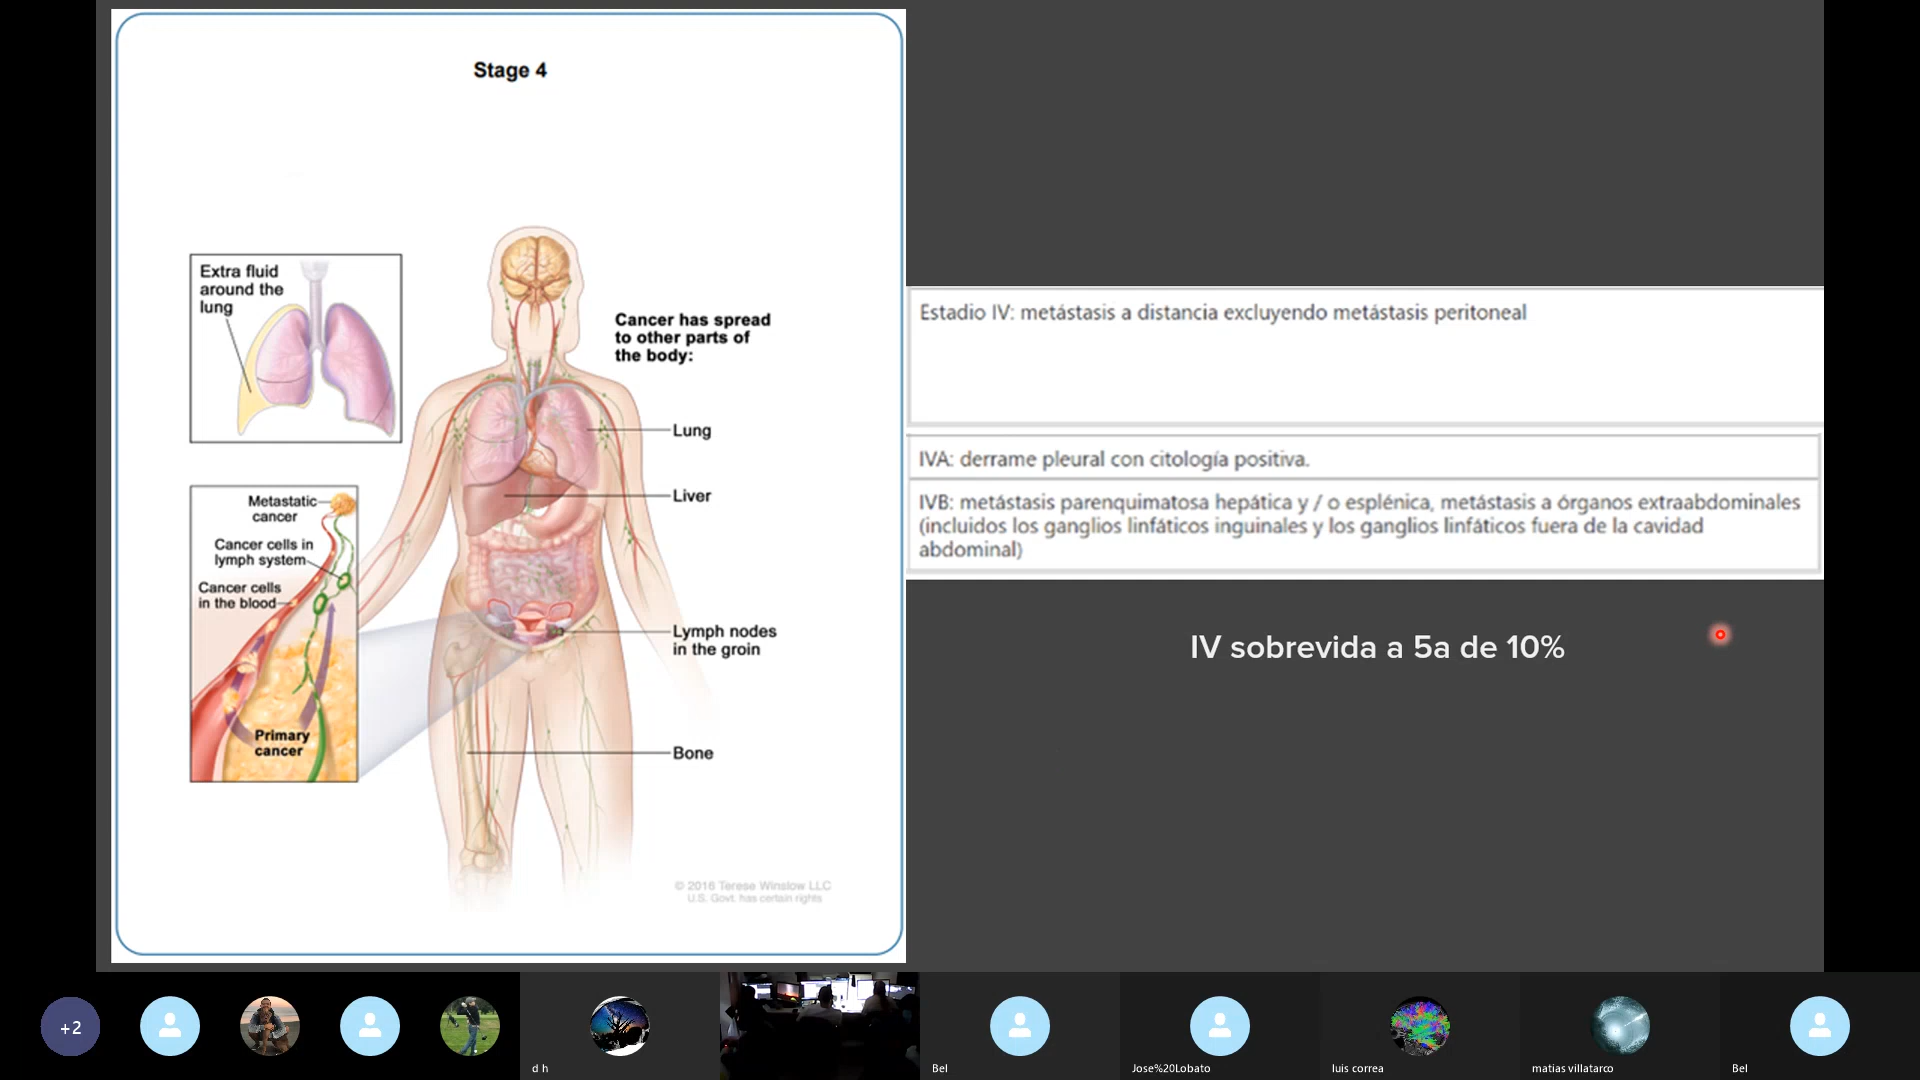 Stage 4
Extra fluid
around the
lung
Cancer has spread
to other parts of
the body:
Lung
Liver
Metastatic
cancer
Cancer cells in
lymph system
Cancer cells
in the blood
Primary
cancer
Lymph nodes
in the groin
Bone
© 2016 Terese Winslow LLC
U.S. Govt. has certain rights
Estadio IV: metástasis a distancia excluyendo metástasis peritoneal
IVA: derrame pleural con citología positiva.
IVB: metástasis parenquimatosa hepática y / o esplénica, metástasis a órganos extraabdominales
(incluidos los ganglios linfáticos inguinales y los ganglios linfáticos fuera de la cavidad
abdominal)
IV sobrevida a 5a de 10%
+2
d h
Bel
Jose%20Lobato
luis correa
matias villatarco
Bel